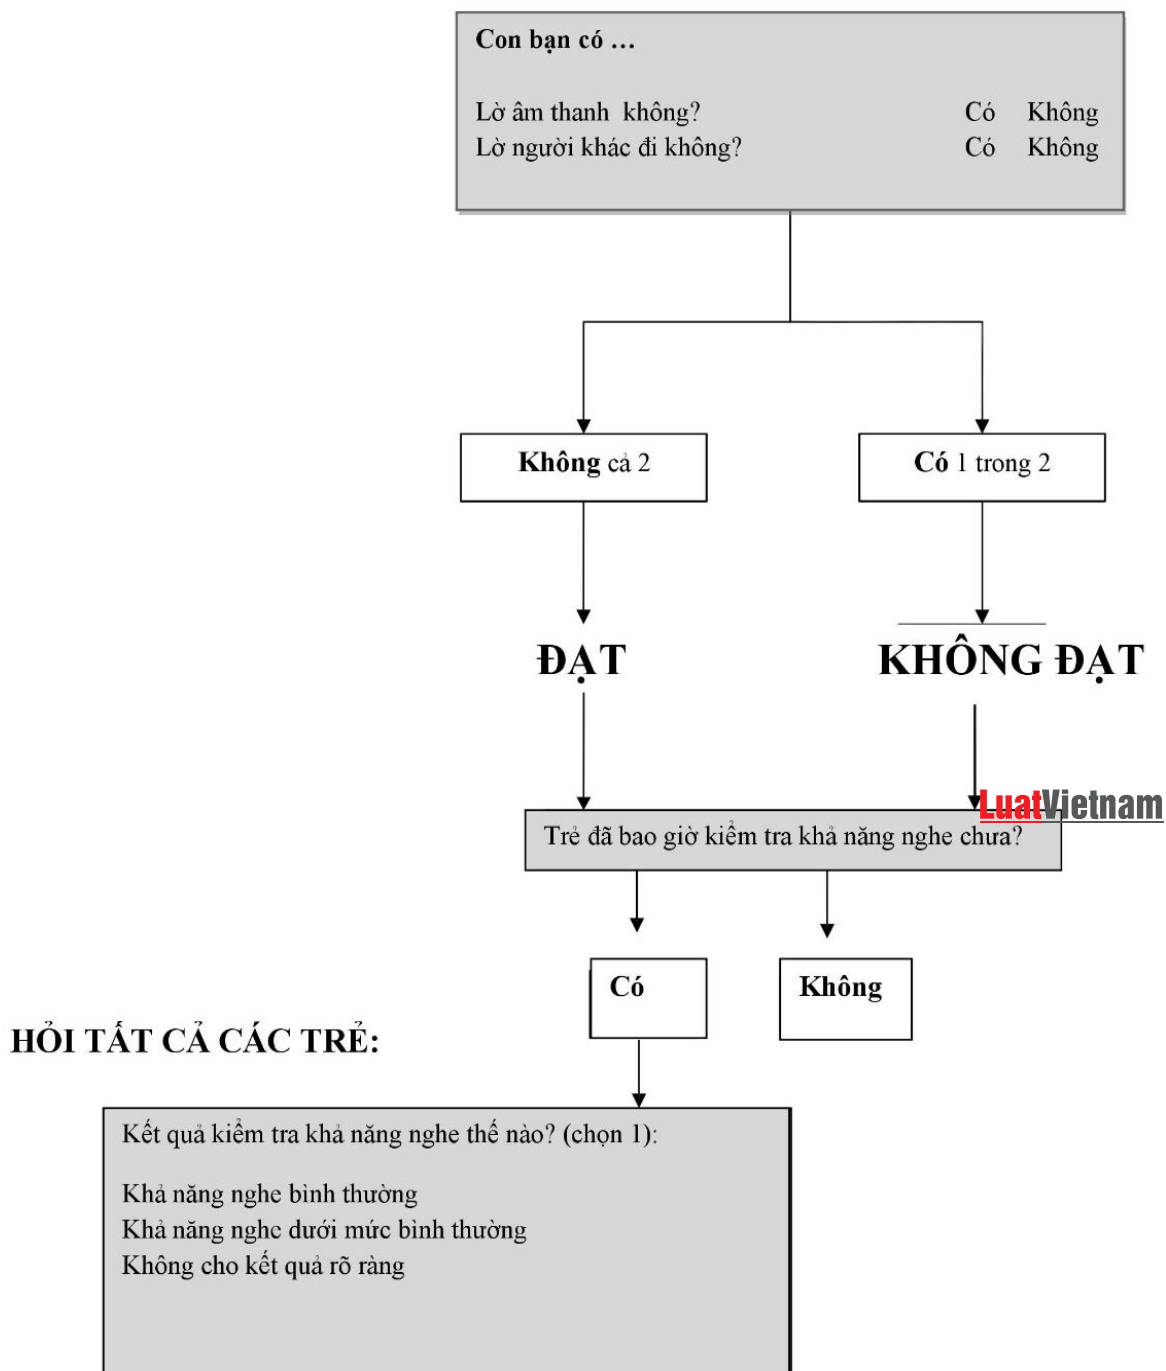 Con bạn có ...
Lờ âm thanh không? Có Không
Lờ người khác đi không? Có Không
Không cả 2
Có 1 trong 2
ĐẠT
KHÔNG ĐẠT
LuatVietnam
Trẻ đã bao giờ kiểm tra khả năng nghe chưa?
Có
Không
HỎI TẤT CẢ CÁC TRẺ:
Kết quả kiểm tra khả năng nghe thế nào? (chọn 1):
Khả năng nghe bình thường
Khả năng nghe dưới mức bình thường
Không cho kết quả rõ ràng